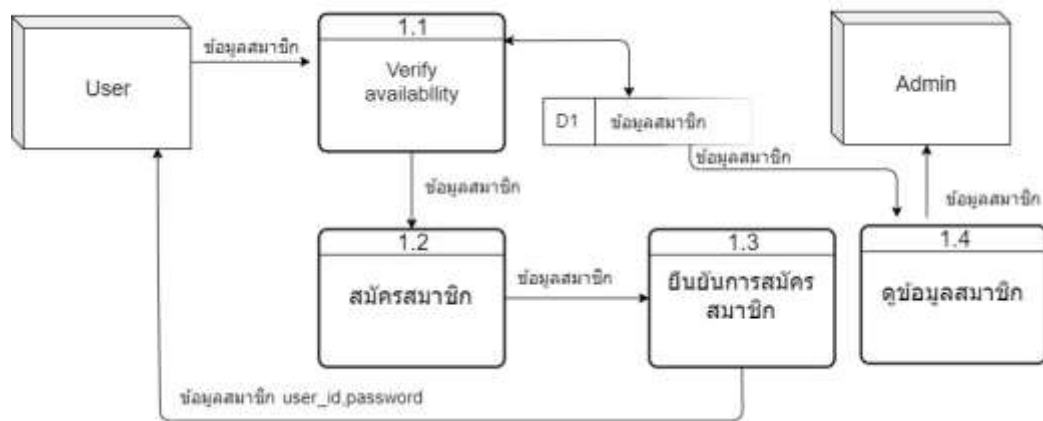 User
ข้อมูลสมาชิก
1.1
Verify
availability
D1 ข้อมูลสมาชิก
Admin
ข้อมูลสมาชิก
ข้อมูลสมาชิก
ข้อมูลสมาชิก
1.2
สมัครสมาชิก
ข้อมูลสมาชิก
1.3
ยืนยันการสมัคร
สมาชิก
1.4
ดูข้อมูลสมาชิก
ข้อมูลสมาชิก user_id,password